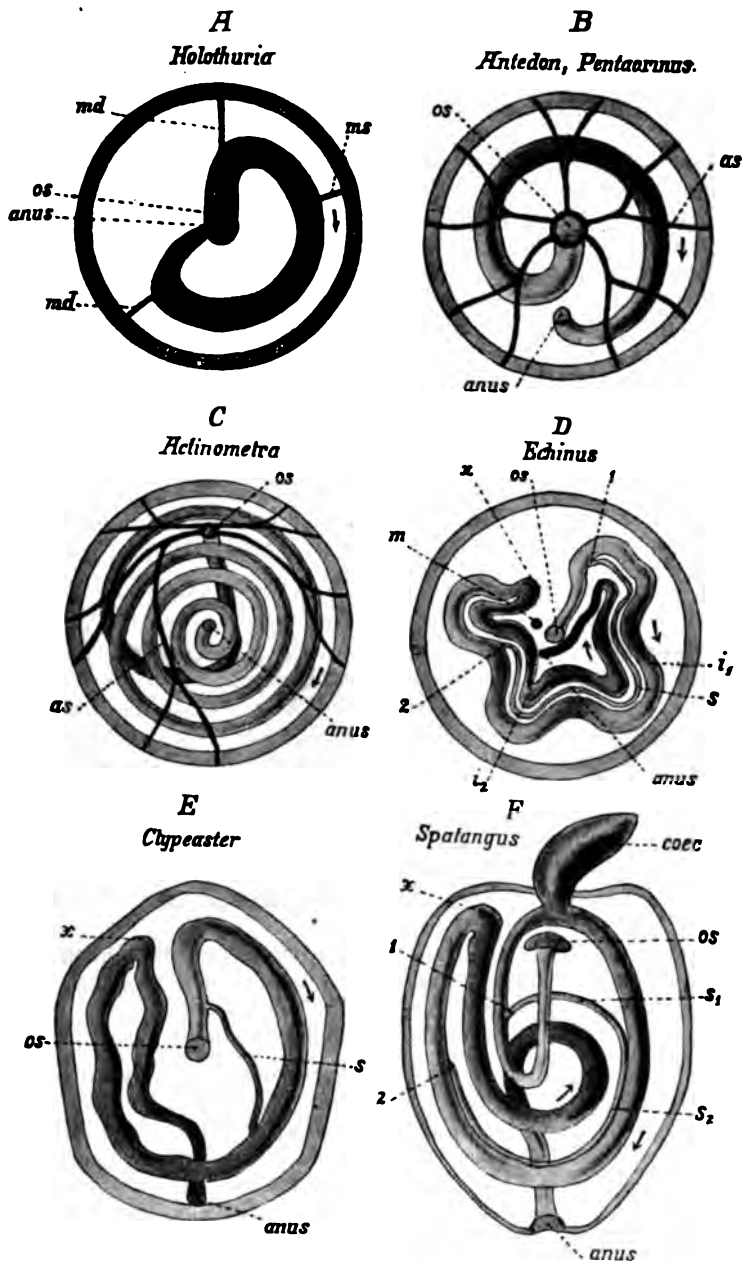 A
Holothuria
md
ms
os
anus
md
B
Antedon, Pentacrinus.
os
as
anus
C
Actinometra
os
as
anus
D
Echinus
x
os
1
m
i1
s
2
i2
anus
E
Clypeaster
x
os
s
anus
F
Spatangus
coec
x
os
1
s1
2
s2
anus